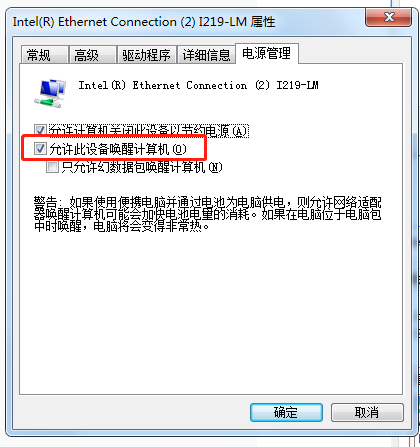 Intel(R) Ethernet Connection (2) I219-LM 属性
常规 高级 驱动程序 详细信息 电源管理
Intel(R) Ethernet Connection (2) I219-LM
允许计算机关闭此设备以节约电源(A)
允许此设备唤醒计算机(O)
只允许幻数据包唤醒计算机(N)
警告: 如果使用便携电脑并通过电池为电脑供电，则允许网络适配
器唤醒计算机可能会加快电池电量的消耗。如果在电脑位于电脑包
中时唤醒，电脑将会变得非常热。
确定 取消